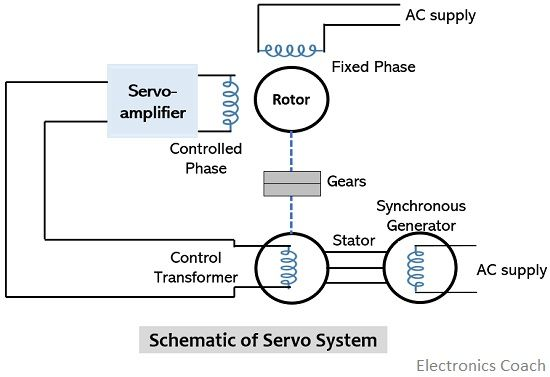 AC supply
Fixed Phase
Servo-
amplifier
Rotor
Controlled
Phase
Gears
Synchronous
Generator
Stator
Control
Transformer
AC supply
Schematic of Servo System
Electronics Coach